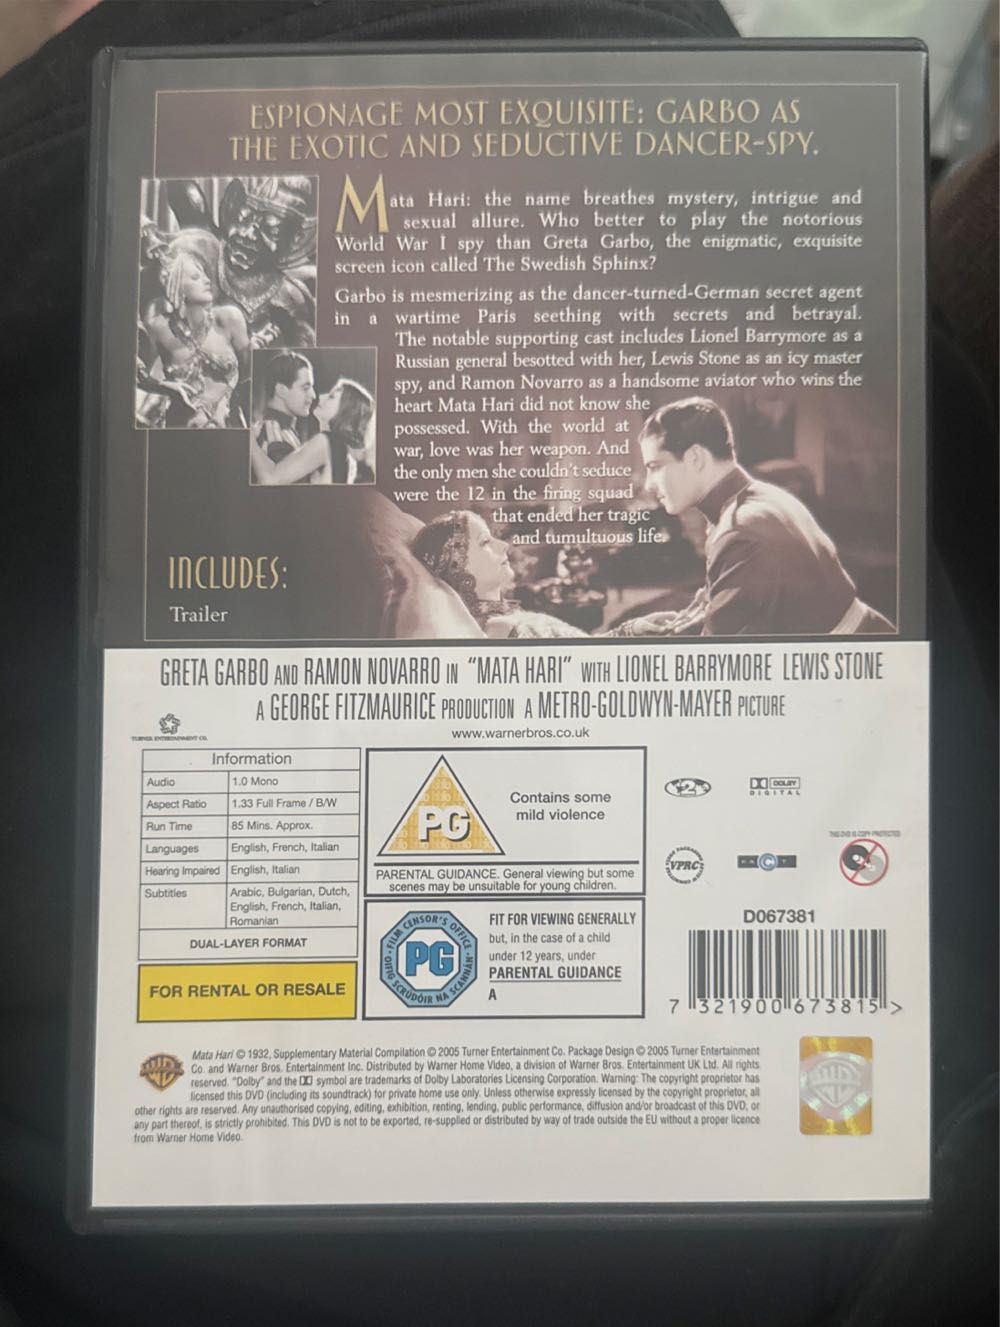 ESPIONAGE MOST EXQUISITE: GARBO AS
THE EXOTIC AND SEDUCTIVE DANCER-SPY.
Mata Hari: the name breathes mystery, intrigue and
sexual allure. Who better to play the notorious
World War I spy than Greta Garbo, the enigmatic, exquisite
screen icon called The Swedish Sphinx?
Garbo is mesmerizing as the dancer-turned-German secret agent
in a wartime Paris seething with secrets and betrayal.
The notable supporting cast includes Lionel Barrymore as a
Russian general besotted with her, Lewis Stone as an icy master
spy, and Ramon Novarro as a handsome aviator who wins the
heart Mata Hari did not know she
possessed. With the world at
war, love was her weapon. And
the only men she couldn't seduce
were the 12 in the firing squad
that ended her tragic
and tumultuous life.
INCLUDES:
Trailer
GRETA GARBO AND RAMON NOVARRO IN "MATA HARI" WITH LIONEL BARRYMORE LEWIS STONE
A GEORGE FITZMAURICE PRODUCTION A METRO-GOLDWYN-MAYER PICTURE
TURNER ENTERTAINMENT CO.
www.warnerbros.co.uk
Information
Audio 1.0 Mono
Aspect Ratio 1.33 Full Frame / B/W
Run Time 85 Mins. Approx.
Languages English, French, Italian
Hearing Impaired English, Italian
Subtitles Arabic, Bulgarian, Dutch,
English, French, Italian,
Romanian
DUAL-LAYER FORMAT
FOR RENTAL OR RESALE
PG
Contains some
mild violence
PARENTAL GUIDANCE. General viewing but some
scenes may be unsuitable for young children.
FILM CENSOR'S OFFICE
PG
OIFIG SCRÚDÓIR NA SCANNÁN
FIT FOR VIEWING GENERALLY
but, in the case of a child
under 12 years, under
PARENTAL GUIDANCE
A
2
DOLBY
DIGITAL
VPRC
FACT
THIS DVD IS COPY PROTECTED
D067381
7 321900 673815 >
Mata Hari © 1932, Supplementary Material Compilation © 2005 Turner Entertainment Co. Package Design © 2005 Turner Entertainment
Co. and Warner Bros. Entertainment Inc. Distributed by Warner Home Video, a division of Warner Bros. Entertainment UK Ltd. All rights
reserved. "Dolby" and the DD symbol are trademarks of Dolby Laboratories Licensing Corporation. Warning: The copyright proprietor has
licensed this DVD (including its soundtrack) for private home use only. Unless otherwise expressly licensed by the copyright proprietor, all
other rights are reserved. Any unauthorised copying, editing, exhibition, renting, lending, public performance, diffusion and/or broadcast of this DVD, or
any part thereof, is strictly prohibited. This DVD is not to be exported, re-supplied or distributed by way of trade outside the EU without a proper licence
from Warner Home Video.